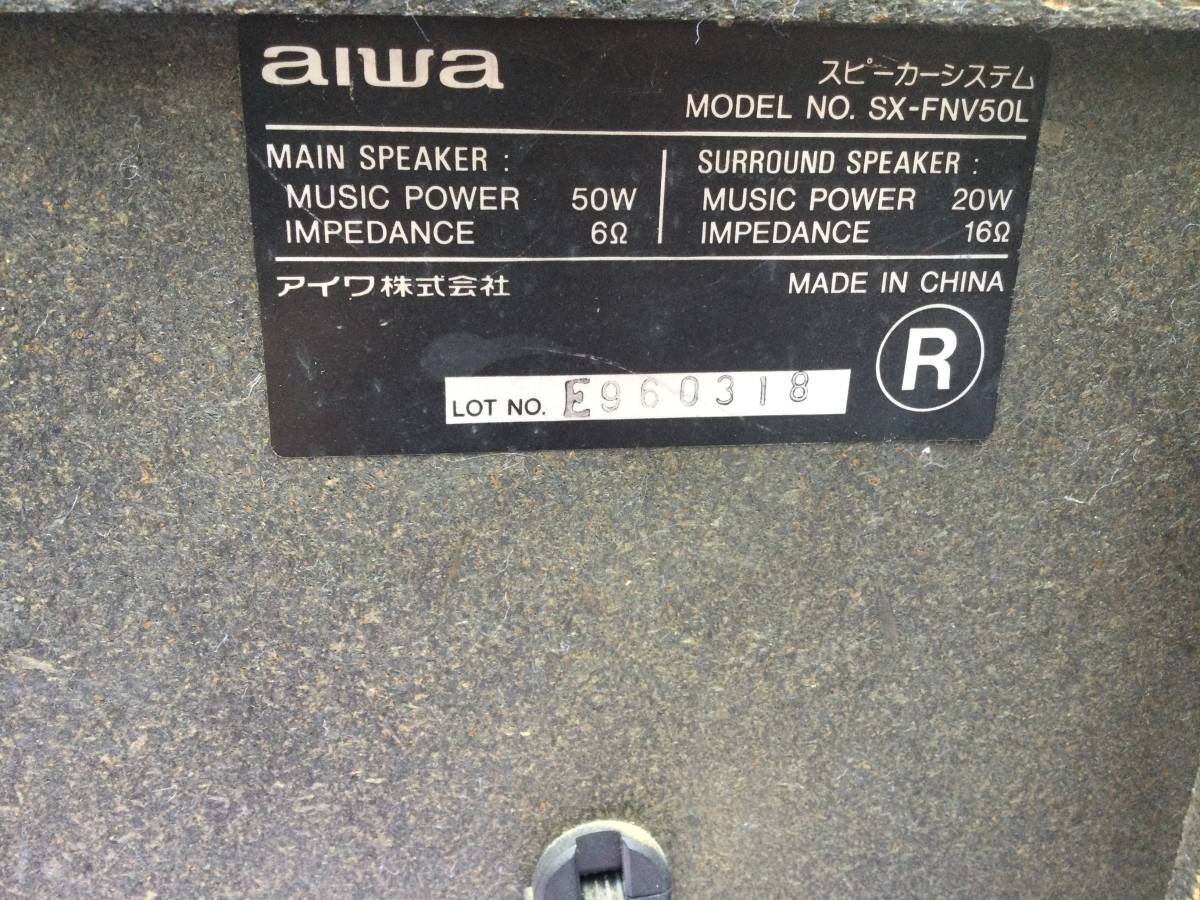 aiwa
スピーカーシステム
MODEL NO. SX-FNV50L
MAIN SPEAKER :
MUSIC POWER 50W
IMPEDANCE 6Ω
SURROUND SPEAKER :
MUSIC POWER 20W
IMPEDANCE 16Ω
アイワ株式会社
MADE IN CHINA
R
LOT NO. E960318